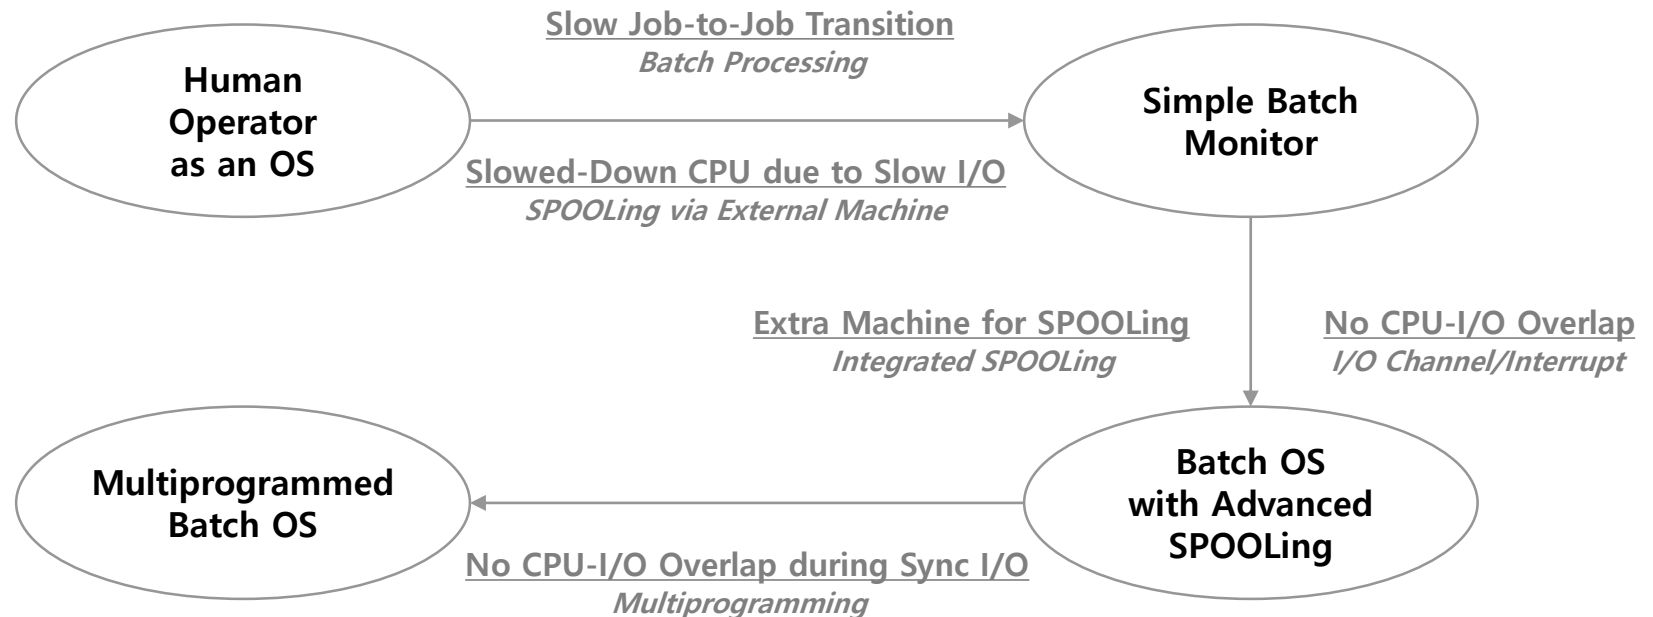 Slow Job-to-Job Transition
Batch Processing
Human
Operator
as an OS
Simple Batch
Monitor
Slowed-Down CPU due to Slow I/O
SPOOLing via External Machine
Extra Machine for SPOOLing
Integrated SPOOLing
No CPU-I/O Overlap
I/O Channel/Interrupt
Batch OS
with Advanced
SPOOLing
Multiprogrammed
Batch OS
No CPU-I/O Overlap during Sync I/O
Multiprogramming